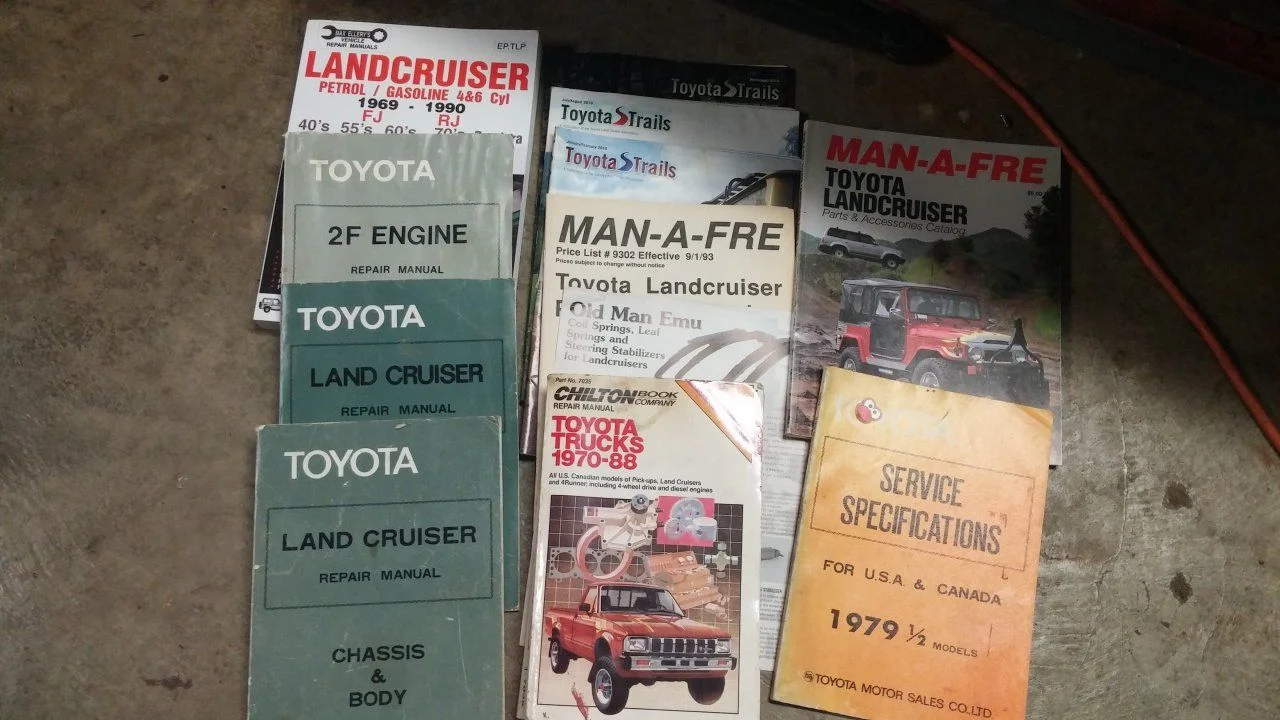 MAX ELLERY'S
VEHICLE
REPAIR MANUALS
EP.TLP
LANDCRUISER
PETROL / GASOLINE 4&6 Cyl
1969 - 1990
FJ RJ
40's 55's 60's 70's
TOYOTA
2F ENGINE
REPAIR MANUAL
TOYOTA
LAND CRUISER
REPAIR MANUAL
TOYOTA
LAND CRUISER
REPAIR MANUAL
CHASSIS
&
BODY
Toyota Trails
Toyota Trails
Toyota Trails
MAN-A-FRE
Price List # 9302 Effective 9/1/93
Prices subject to change without notice
Toyota Landcruiser
Old Man Emu
Coil Springs, Leaf
Springs and
Steering Stabilizers
for Landcruisers
Part No. 7035
CHILTON BOOK
COMPANY
REPAIR MANUAL
TOYOTA
TRUCKS
1970-88
All U.S. Canadian models of Pick-ups, Land Cruisers
and 4Runner; including 4-wheel drive and diesel engines
MAN-A-FRE
TOYOTA
LANDCRUISER
Parts & Accessories Catalog
SERVICE
SPECIFICATIONS
FOR U.S.A. & CANADA
1979 ½ MODELS
TOYOTA MOTOR SALES CO.,LTD